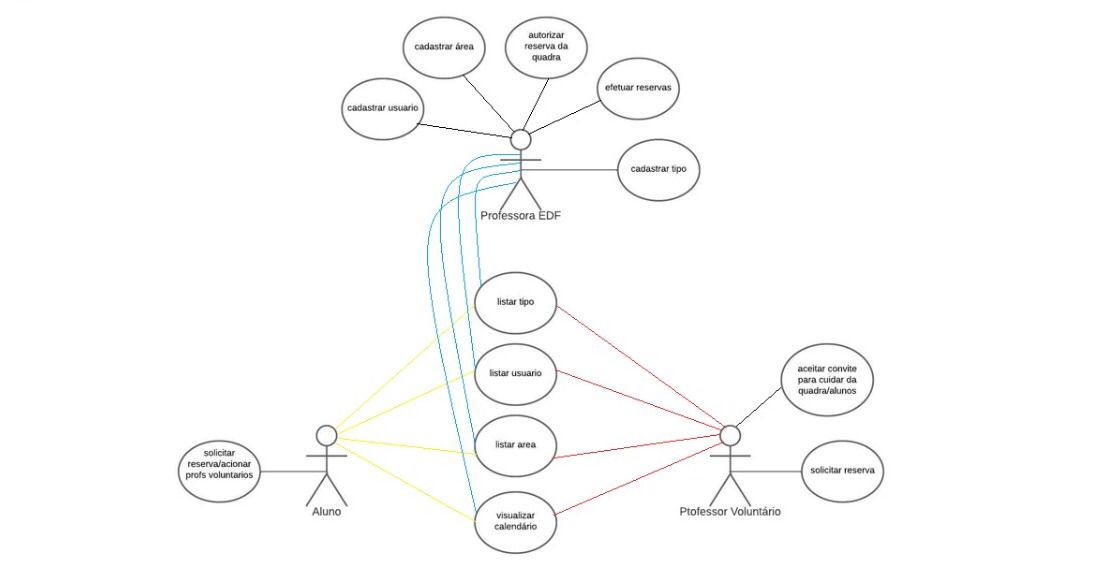 cadastrar área
autorizar
reserva da
quadra
efetuar reservas
cadastrar usuario
cadastrar tipo
Professora EDF
listar tipo
listar usuario
aceitar convite
para cuidar da
quadra/alunos
listar area
solicitar
reserva/acionar
profs voluntarios
solicitar reserva
Aluno
Ptofessor Voluntário
visualizar
calendário